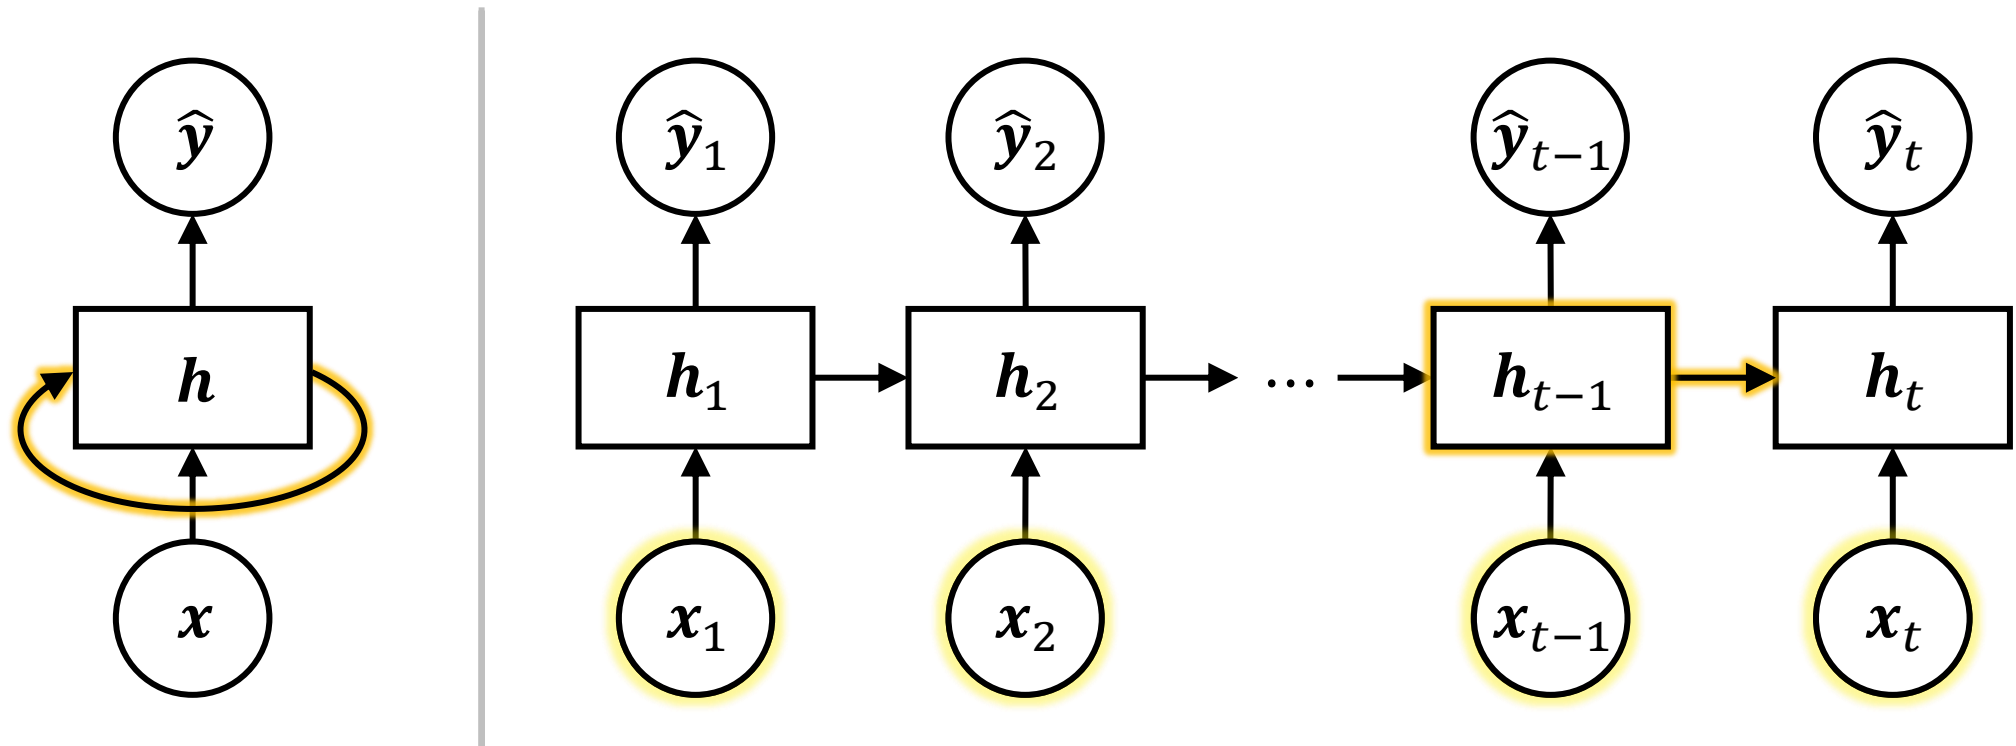 ŷ ŷ₁ ŷ₂ ŷₜ₋₁ ŷₜ
h h₁ h₂ … hₜ₋₁ hₜ
x x₁ x₂ xₜ₋₁ xₜ